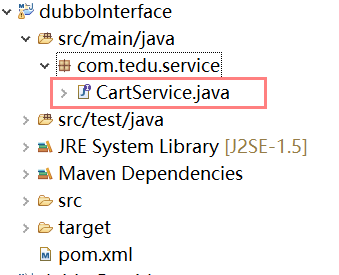 dubboInterface
src/main/java
com.tedu.service
CartService.java
src/test/java
JRE System Library [J2SE-1.5]
Maven Dependencies
src
target
pom.xml